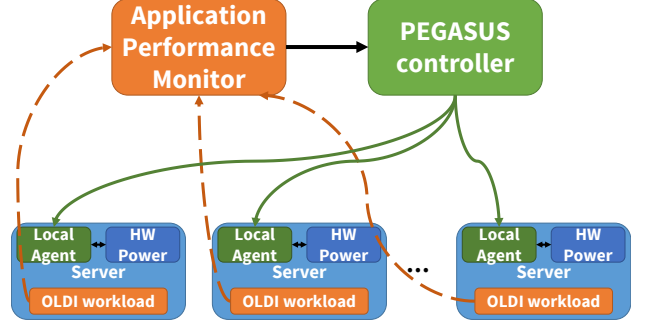 Application
Performance
Monitor
PEGASUS
controller
Local
Agent
HW
Power
Server
OLDI workload
Local
Agent
HW
Power
Server
OLDI workload
...
Local
Agent
HW
Power
Server
OLDI workload